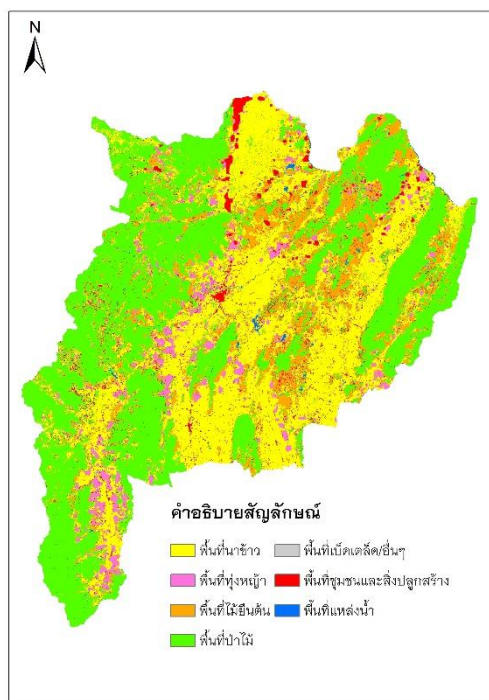 N
คำอธิบายสัญลักษณ์
พื้นที่นาข้าว
พื้นที่เบ็ดเตล็ด/อื่นๆ
พื้นที่ทุ่งหญ้า
พื้นที่ชุมชนและสิ่งปลูกสร้าง
พื้นที่ไม้ยืนต้น
พื้นที่แหล่งน้ำ
พื้นที่ป่าไม้